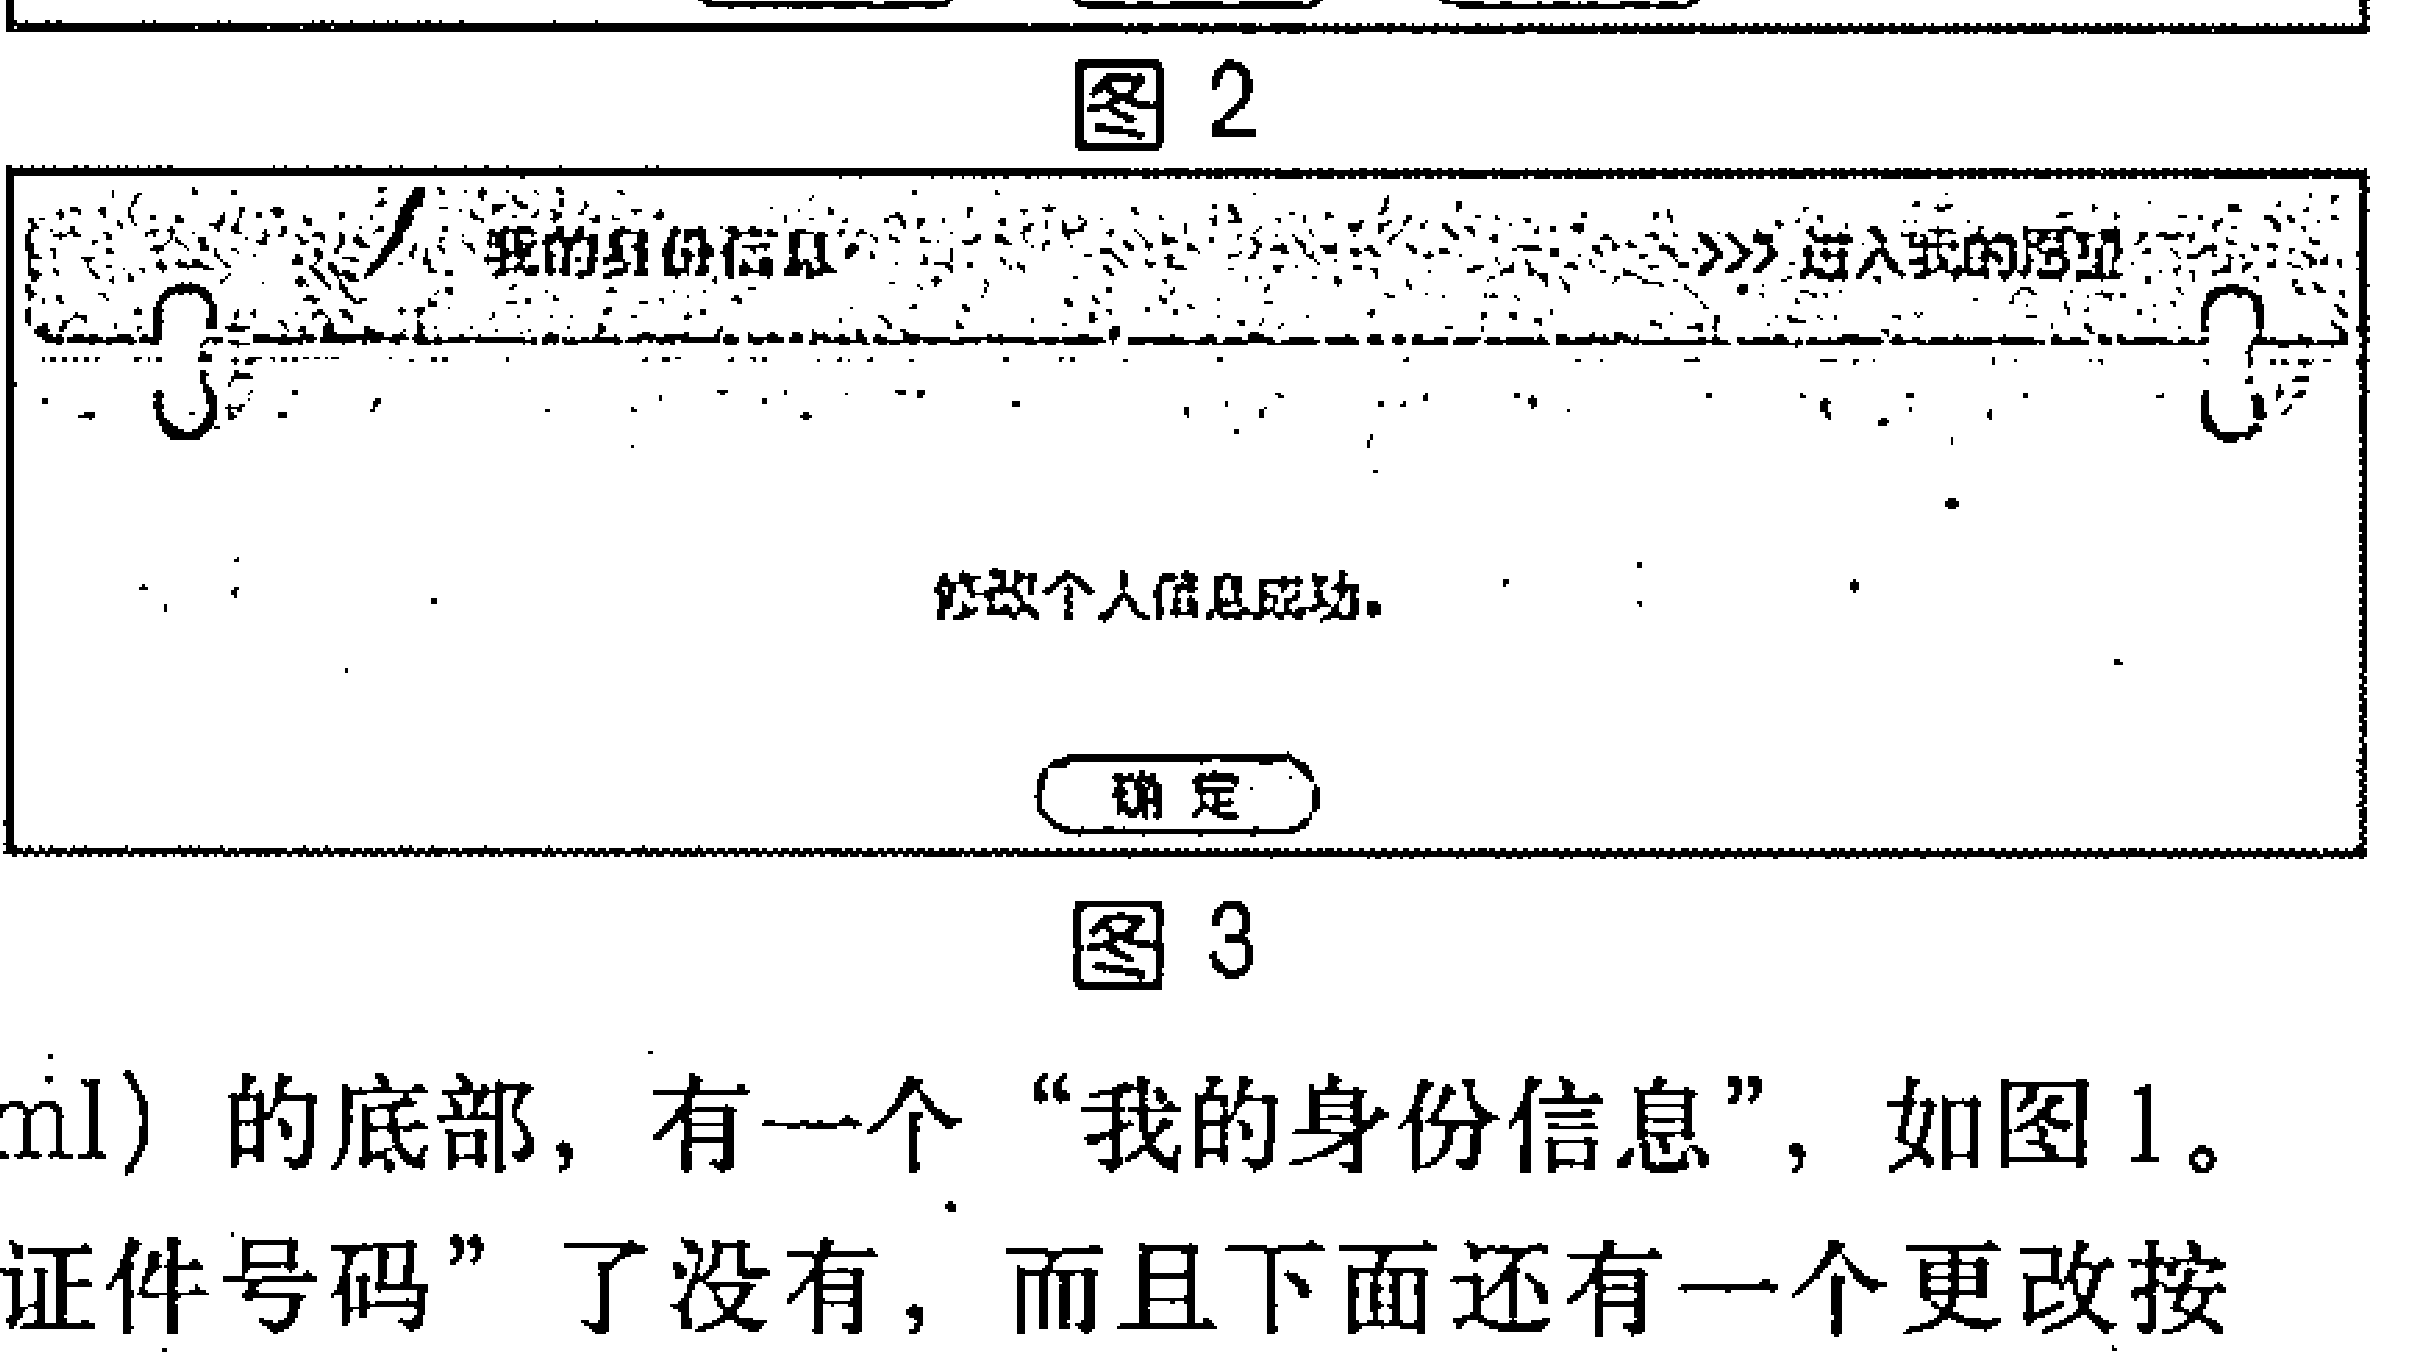 图 2
我的身份信息
>>> 进入我的
修改个人信息成功。
确 定
图 3
ml) 的底部，有一个 “我的身份信息”，如图1。
证件号码” 了没有，而且下面还有一个更改按